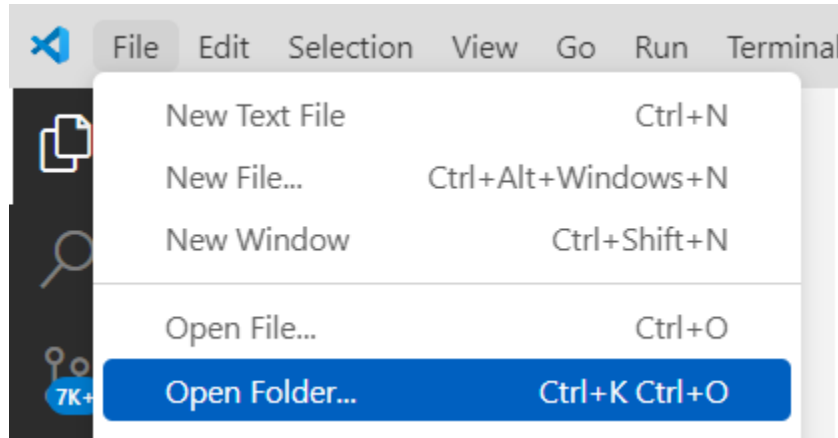 File Edit Selection View Go Run Terminal
New Text File Ctrl+N
New File... Ctrl+Alt+Windows+N
New Window Ctrl+Shift+N
Open File... Ctrl+O
Open Folder... Ctrl+K Ctrl+O
7K+